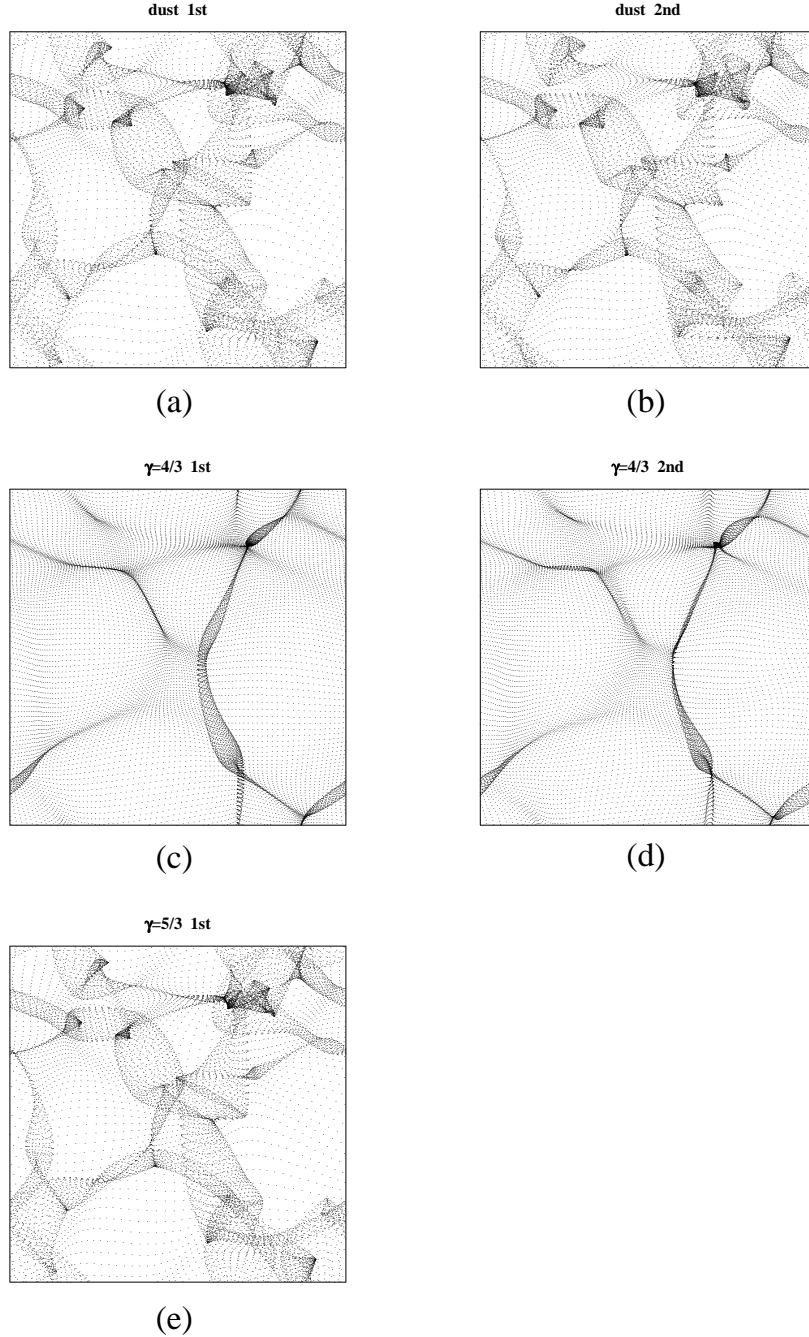 dust 1st
dust 2nd
(a)
(b)
γ=4/3 1st
γ=4/3 2nd
(c)
(d)
γ=5/3 1st
(e)